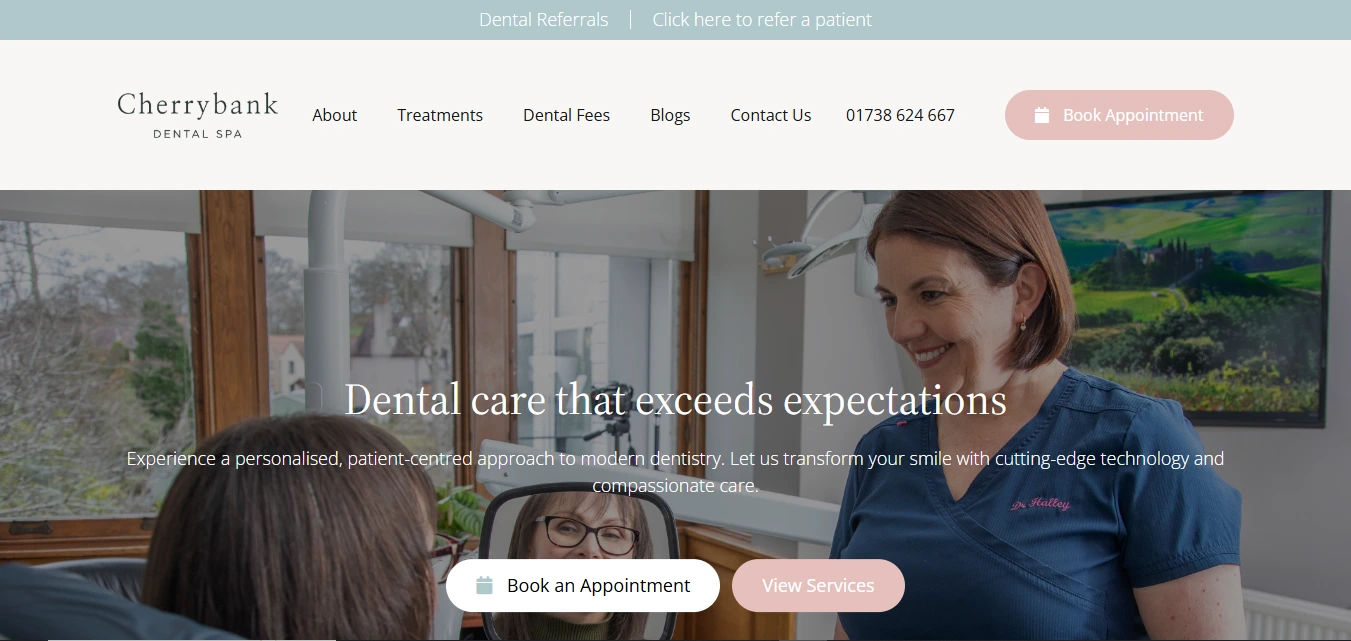 Dental Referrals
Click here to refer a patient
Cherrybank
DENTAL SPA
About
Treatments
Dental Fees
Blogs
Contact Us
01738 624 667
Book Appointment
Dental care that exceeds expectations
Experience a personalised, patient-centred approach to modern dentistry. Let us transform your smile with cutting-edge technology and
compassionate care.
Dr Halley
Book an Appointment
View Services